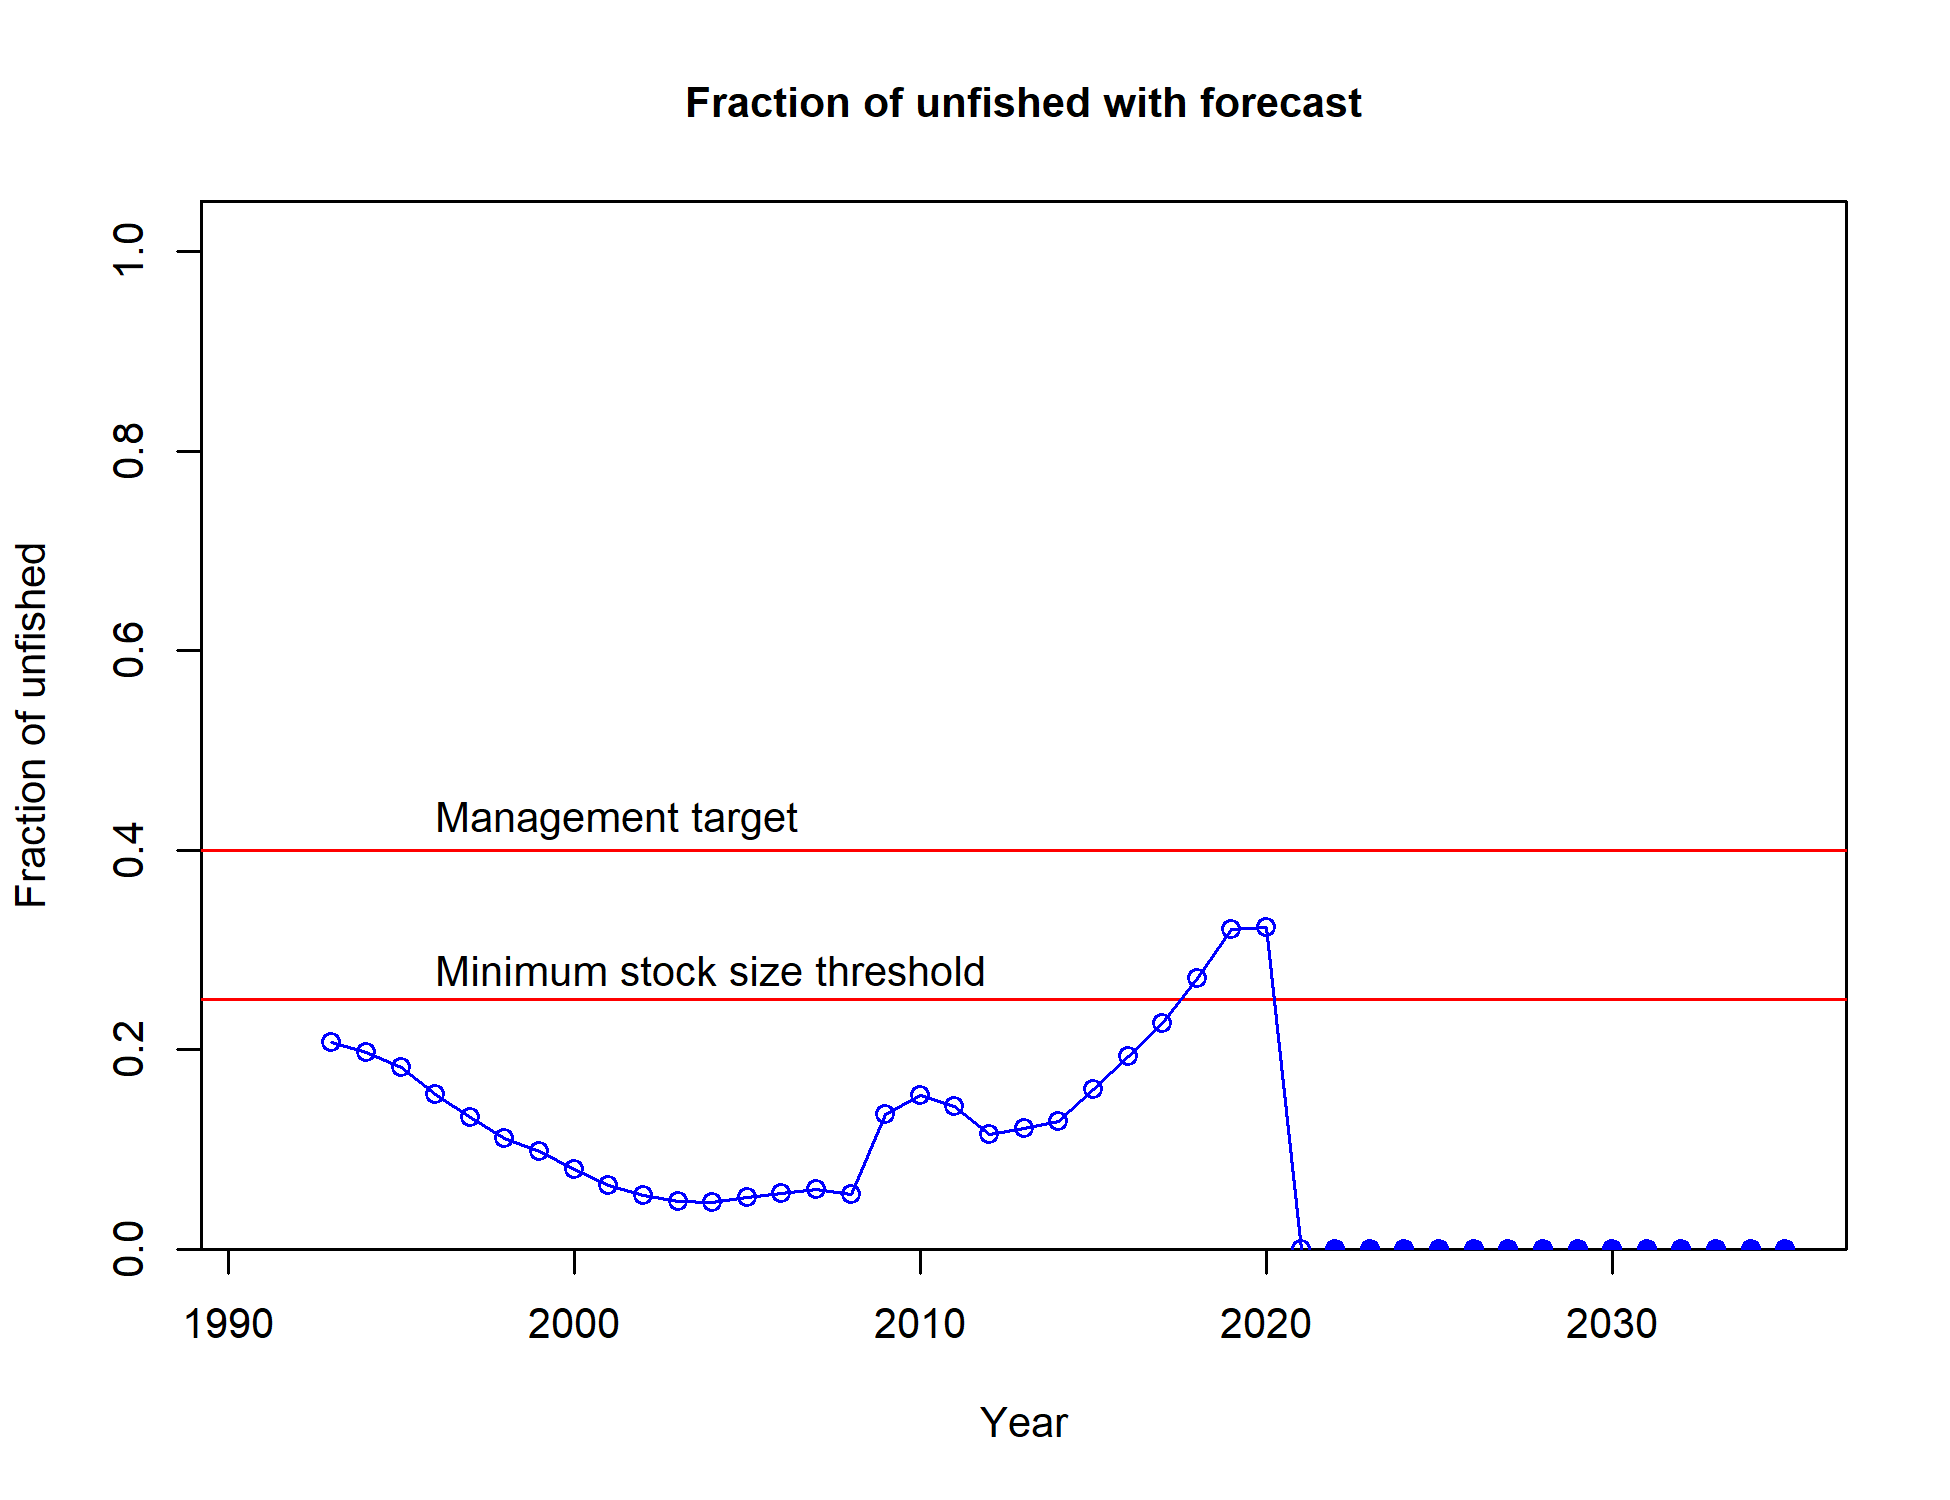 Fraction of unfished with forecast
Fraction of unfished
1.0
0.8
0.6
0.4
0.2
0.0
Management target
Minimum stock size threshold
1990 2000 2010 2020 2030
Year